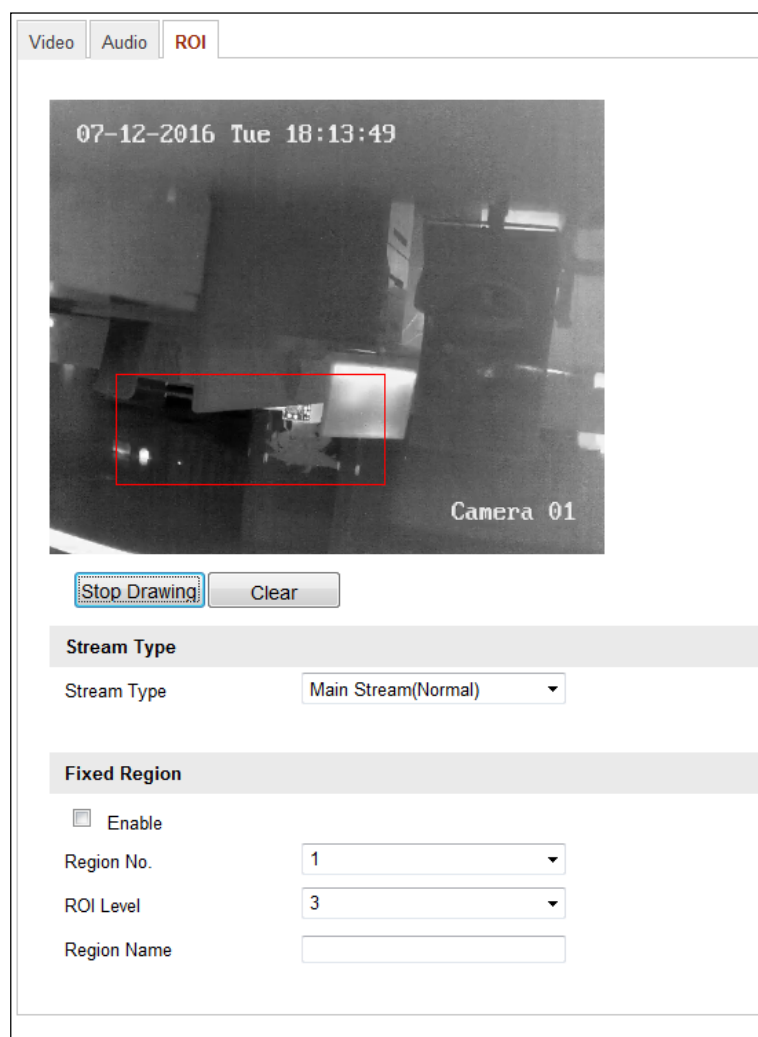 Video Audio ROI
07-12-2016 Tue 18:13:49
Camera 01
Stop Drawing Clear
Stream Type
Stream Type Main Stream(Normal)
Fixed Region
Enable
Region No. 1
ROI Level 3
Region Name